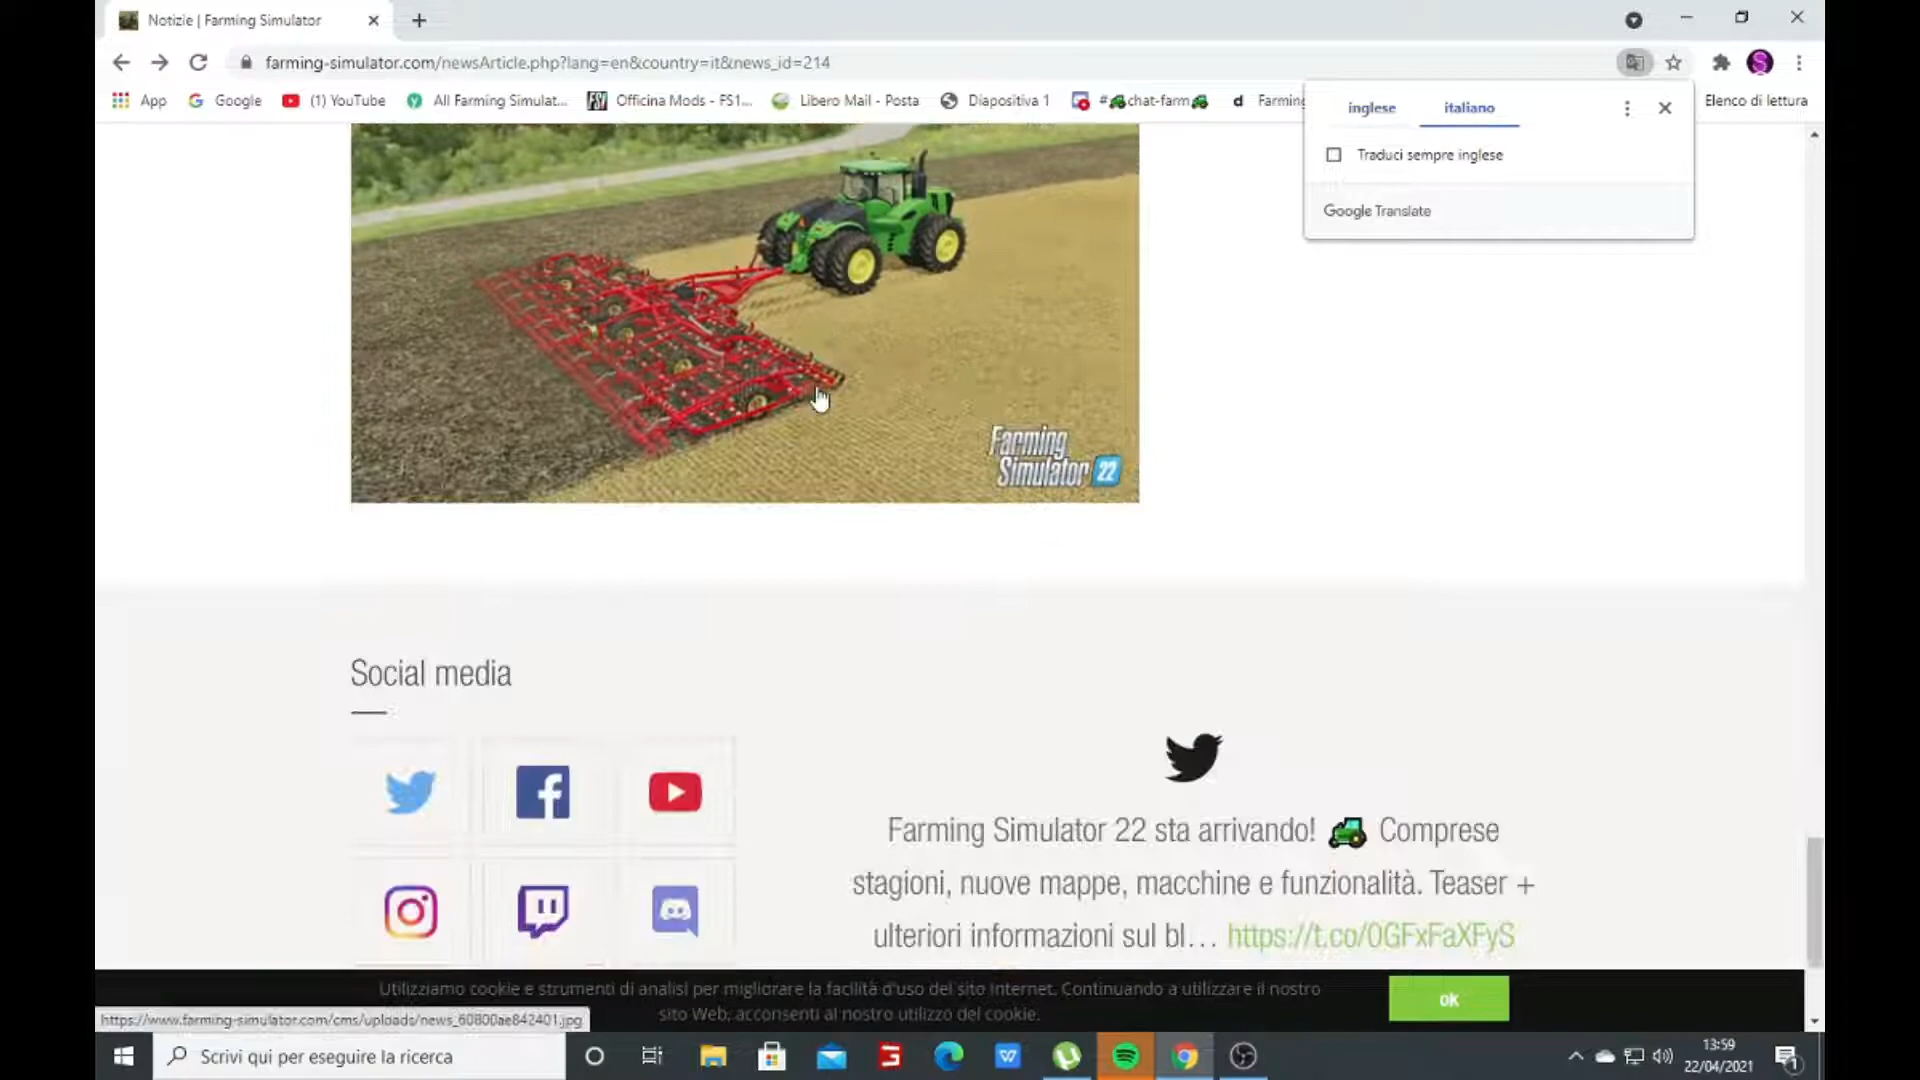 Notizie | Farming Simulator
farming-simulator.com/newsArticle.php?lang=en&country=it&news_id=214
App
Google
(1) YouTube
All Farming Simulat...
Officina Mods - FS1...
Libero Mail - Posta
Diapositiva 1
#🚜chat-farm🚜
Farming
Elenco di lettura
inglese
italiano
Traduci sempre inglese
Google Translate
Farming
Simulator 22
Social media
Farming Simulator 22 sta arrivando! 🚜 Comprese
stagioni, nuove mappe, macchine e funzionalità. Teaser +
ulteriori informazioni sul bl… https://t.co/0GFxFaXFyS
Utilizziamo cookie e strumenti di analisi per migliorare la facilità d'uso del sito Internet. Continuando a utilizzare il nostro
sito Web, acconsenti al nostro utilizzo dei cookie.
ok
https://www.farming-simulator.com/cms/uploads/news_60800ae842401.jpg
Scrivi qui per eseguire la ricerca
13:59
22/04/2021
1